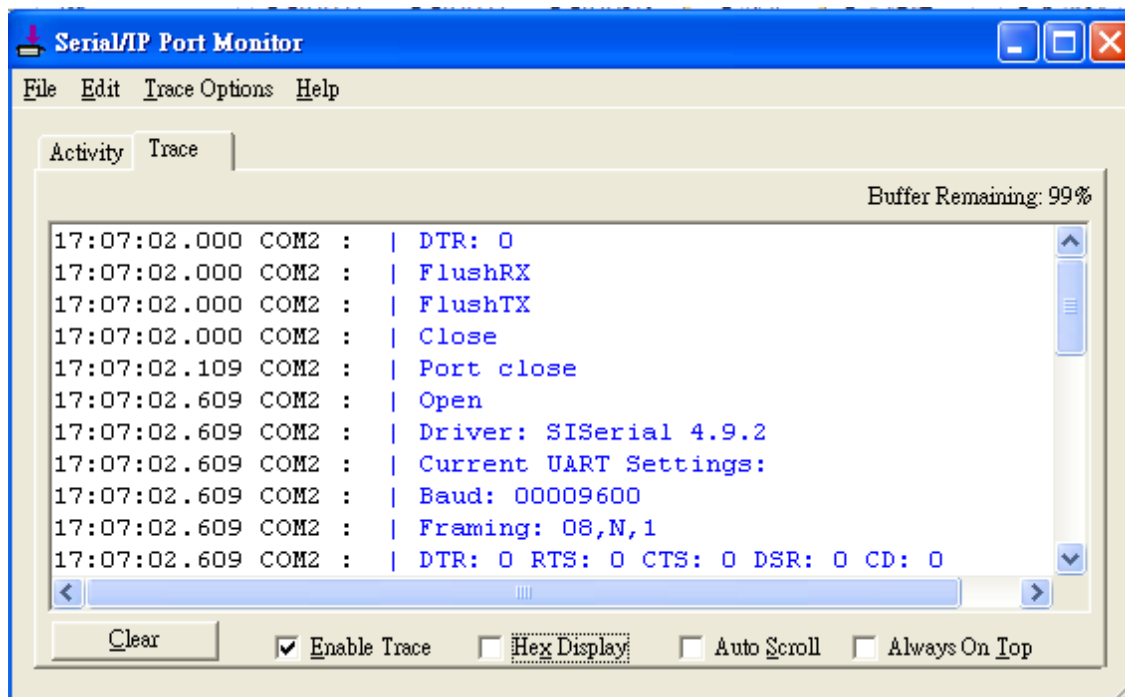 Serial/IP Port Monitor
File Edit Trace Options Help
Activity Trace
Buffer Remaining: 99%
17:07:02.000 COM2 : | DTR: 0
17:07:02.000 COM2 : | FlushRX
17:07:02.000 COM2 : | FlushTX
17:07:02.000 COM2 : | Close
17:07:02.109 COM2 : | Port close
17:07:02.609 COM2 : | Open
17:07:02.609 COM2 : | Driver: SISerial 4.9.2
17:07:02.609 COM2 : | Current UART Settings:
17:07:02.609 COM2 : | Baud: 00009600
17:07:02.609 COM2 : | Framing: 08,N,1
17:07:02.609 COM2 : | DTR: 0 RTS: 0 CTS: 0 DSR: 0 CD: 0
Clear Enable Trace Hex Display Auto Scroll Always On Top